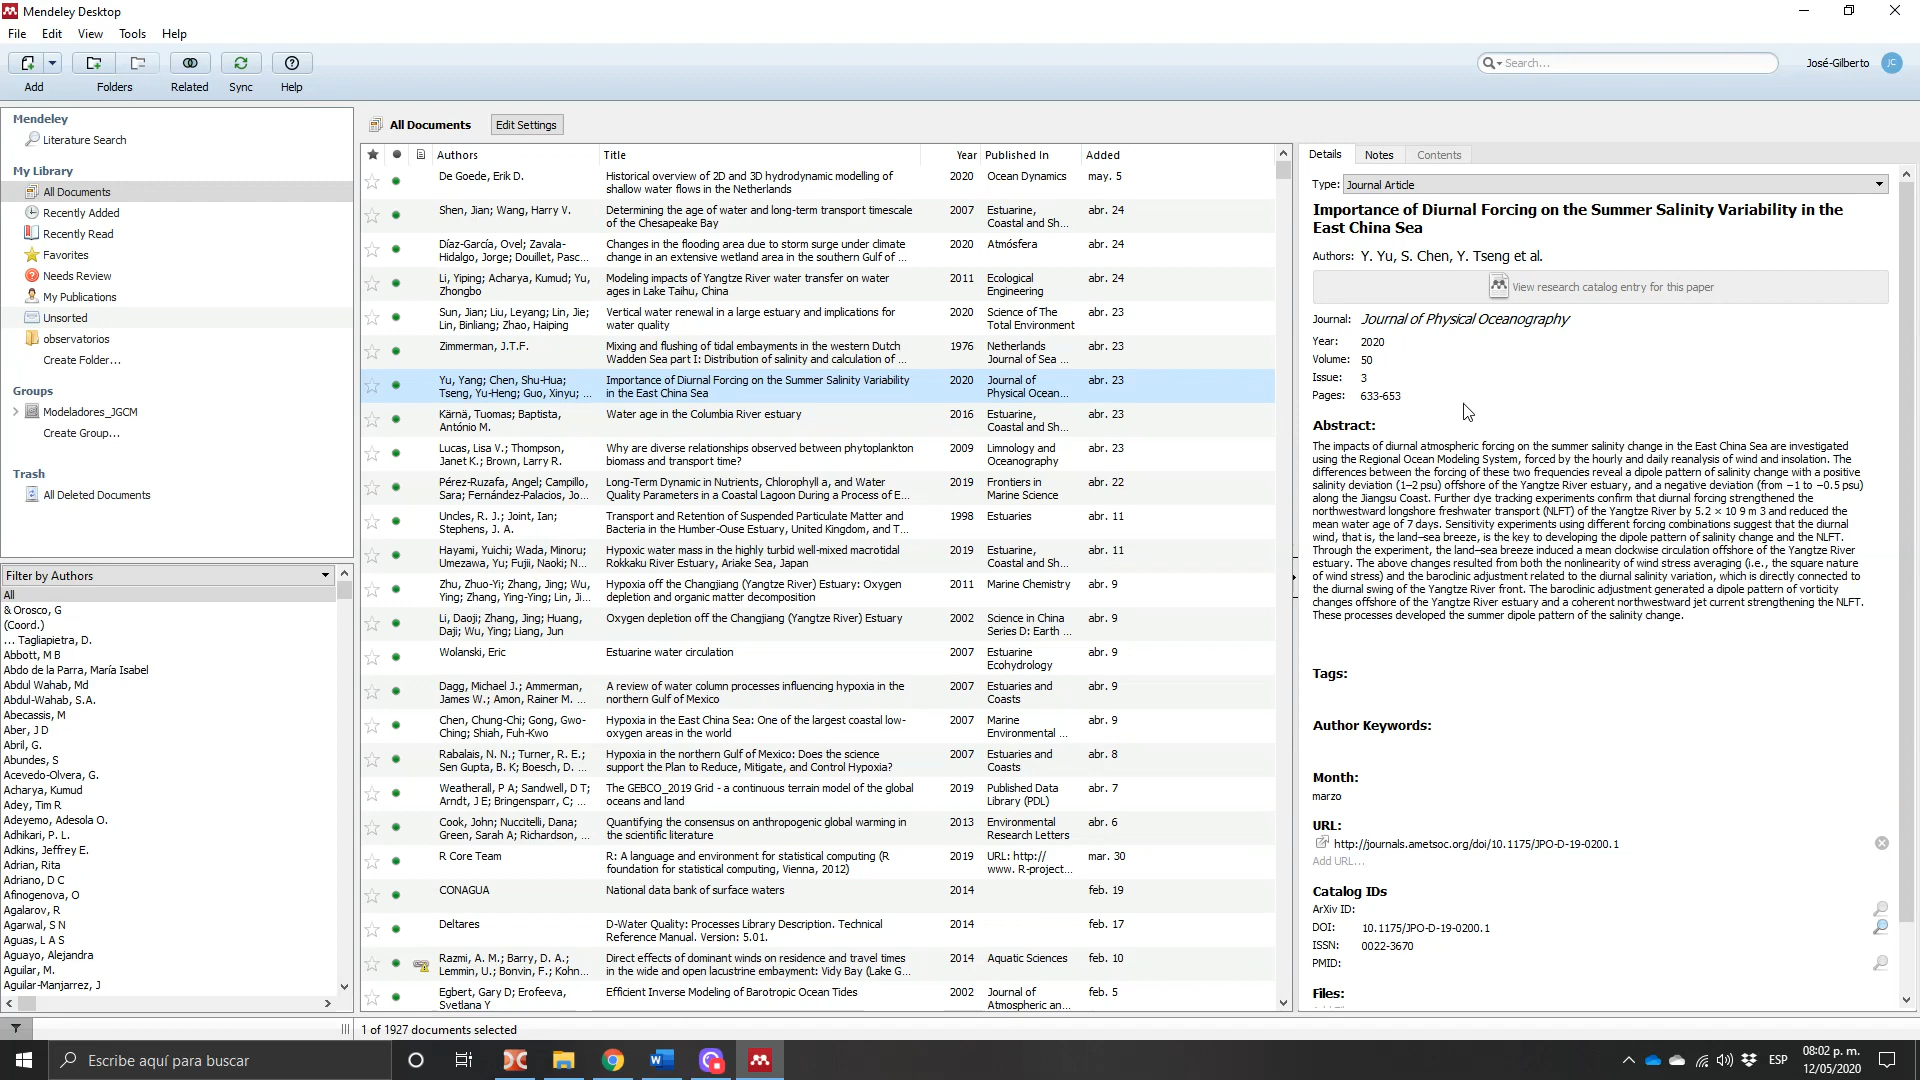 Mendeley Desktop
File Edit View Tools Help
Search...
José-Gilberto JC
Add Folders Related Sync Help
Mendeley
Literature Search
My Library
All Documents
Recently Added
Recently Read
Favorites
Needs Review
My Publications
Unsorted
observatorios
Create Folder...
Groups
Modeladores_JGCM
Create Group...
Trash
All Deleted Documents
Filter by Authors
All
& Orosco, G
(Coord.)
... Tagliapietra, D.
Abbott, M B
Abdo de la Parra, María Isabel
Abdul Wahab, Md
Abdul-Wahab, S.A.
Abecassis, M
Aber, J D
Abril, G.
Abundes, S
Acevedo-Olvera, G.
Acharya, Kumud
Adey, Tim R
Adeyemo, Adesola O.
Adhikari, P. L.
Adkins, Jeffrey E.
Adrian, Rita
Adriano, D C
Afinogenova, O
Agalarov, R
Agarwal, S N
Aguas, L A S
Aguayo, Alejandra
Aguilar, M.
Aguilar-Manjarrez, J
All Documents Edit Settings
Authors Title Year Published In Added
De Goede, Erik D. Historical overview of 2D and 3D hydrodynamic modelling of 2020 Ocean Dynamics may. 5
shallow water flows in the Netherlands
Shen, Jian; Wang, Harry V. Determining the age of water and long-term transport timescale 2007 Estuarine, abr. 24
of the Chesapeake Bay Coastal and Sh...
Díaz-García, Ovel; Zavala- Changes in the flooding area due to storm surge under climate 2020 Atmósfera abr. 24
Hidalgo, Jorge; Douillet, Pasc... change in an extensive wetland area in the southern Gulf of ...
Li, Yiping; Acharya, Kumud; Yu, Modeling impacts of Yangtze River water transfer on water 2011 Ecological abr. 24
Zhongbo ages in Lake Taihu, China Engineering
Sun, Jian; Liu, Leyang; Lin, Jie; Vertical water renewal in a large estuary and implications for 2020 Science of The abr. 23
Lin, Binliang; Zhao, Haiping water quality Total Environment
Zimmerman, J.T.F. Mixing and flushing of tidal embayments in the western Dutch 1976 Netherlands abr. 23
Wadden Sea part I: Distribution of salinity and calculation of ... Journal of Sea ...
Yu, Yang; Chen, Shu-Hua; Importance of Diurnal Forcing on the Summer Salinity Variability 2020 Journal of abr. 23
Tseng, Yu-Heng; Guo, Xinyu; ... in the East China Sea Physical Ocean...
Kärnä, Tuomas; Baptista, Water age in the Columbia River estuary 2016 Estuarine, abr. 23
António M. Coastal and Sh...
Lucas, Lisa V.; Thompson, Why are diverse relationships observed between phytoplankton 2009 Limnology and abr. 23
Janet K.; Brown, Larry R. biomass and transport time? Oceanography
Pérez-Ruzafa, Angel; Campillo, Long-Term Dynamic in Nutrients, Chlorophyll a, and Water 2019 Frontiers in abr. 22
Sara; Fernández-Palacios, Jo... Quality Parameters in a Coastal Lagoon During a Process of E... Marine Science
Uncles, R. J.; Joint, Ian; Transport and Retention of Suspended Particulate Matter and 1998 Estuaries abr. 11
Stephens, J. A. Bacteria in the Humber-Ouse Estuary, United Kingdom, and T...
Hayami, Yuichi; Wada, Minoru; Hypoxic water mass in the highly turbid well-mixed macrotidal 2019 Estuarine, abr. 11
Umezawa, Yu; Fujii, Naoki; N... Rokkaku River Estuary, Ariake Sea, Japan Coastal and Sh...
Zhu, Zhuo-Yi; Zhang, Jing; Wu, Hypoxia off the Changjiang (Yangtze River) Estuary: Oxygen 2011 Marine Chemistry abr. 9
Ying; Zhang, Ying-Ying; Lin, Ji... depletion and organic matter decomposition
Li, Daoji; Zhang, Jing; Huang, Oxygen depletion off the Changjiang (Yangtze River) Estuary 2002 Science in China abr. 9
Daji; Wu, Ying; Liang, Jun Series D: Earth ...
Wolanski, Eric Estuarine water circulation 2007 Estuarine abr. 9
Ecohydrology
Dagg, Michael J.; Ammerman, A review of water column processes influencing hypoxia in the 2007 Estuaries and abr. 9
James W.; Amon, Rainer M. ... northern Gulf of Mexico Coasts
Chen, Chung-Chi; Gong, Gwo- Hypoxia in the East China Sea: One of the largest coastal low- 2007 Marine abr. 9
Ching; Shiah, Fuh-Kwo oxygen areas in the world Environmental ...
Rabalais, N. N.; Turner, R. E.; Hypoxia in the northern Gulf of Mexico: Does the science 2007 Estuaries and abr. 8
Sen Gupta, B. K; Boesch, D. ... support the Plan to Reduce, Mitigate, and Control Hypoxia? Coasts
Weatherall, P A; Sandwell, D T; The GEBCO_2019 Grid - a continuous terrain model of the global 2019 Published Data abr. 7
Arndt, J E; Bringensparr, C; ... oceans and land Library (PDL)
Cook, John; Nuccitelli, Dana; Quantifying the consensus on anthropogenic global warming in 2013 Environmental abr. 6
Green, Sarah A; Richardson, ... the scientific literature Research Letters
R Core Team R: A language and environment for statistical computing (R 2019 URL: http:// mar. 30
foundation for statistical computing, Vienna, 2012) www. R-project...
CONAGUA National data bank of surface waters 2014 feb. 19
Deltares D-Water Quality: Processes Library Description. Technical 2014 feb. 17
Reference Manual. Version: 5.01.
Razmi, A. M.; Barry, D. A.; Direct effects of dominant winds on residence and travel times 2014 Aquatic Sciences feb. 10
Lemmin, U.; Bonvin, F.; Kohn... in the wide and open lacustrine embayment: Vidy Bay (Lake G...
Egbert, Gary D; Erofeeva, Efficient Inverse Modeling of Barotropic Ocean Tides 2002 Journal of feb. 5
Svetlana Y Atmospheric an...
1 of 1927 documents selected
Details Notes Contents
Type: Journal Article
Importance of Diurnal Forcing on the Summer Salinity Variability in the
East China Sea
Authors: Y. Yu, S. Chen, Y. Tseng et al.
View research catalog entry for this paper
Journal: Journal of Physical Oceanography
Year: 2020
Volume: 50
Issue: 3
Pages: 633-653
Abstract:
The impacts of diurnal atmospheric forcing on the summer salinity change in the East China Sea are investigated
using the Regional Ocean Modeling System, forced by the hourly and daily reanalysis of wind and insolation. The
differences between the forcing of these two frequencies reveal a dipole pattern of salinity change with a positive
salinity deviation (1–2 psu) offshore of the Yangtze River estuary, and a negative deviation (from −1 to −0.5 psu)
along the Jiangsu Coast. Further dye tracking experiments confirm that diurnal forcing strengthened the
northwestward longshore freshwater transport (NLFT) of the Yangtze River by 5.2 × 10 9 m 3 and reduced the
mean water age of 7 days. Sensitivity experiments using different forcing combinations suggest that the diurnal
wind, that is, the land–sea breeze, is the key to developing the dipole pattern of salinity change and the NLFT.
Through the experiment, the land–sea breeze induced a mean clockwise circulation offshore of the Yangtze River
estuary. The above changes resulted from both the nonlinearity of wind stress averaging (i.e., the square nature
of wind stress) and the baroclinic adjustment related to the diurnal salinity variation, which is directly connected to
the diurnal swing of the Yangtze River front. The baroclinic adjustment generated a dipole pattern of vorticity
changes offshore of the Yangtze River estuary and a coherent northwestward jet current strengthening the NLFT.
These processes developed the summer dipole pattern of the salinity change.
Tags:
Author Keywords:
Month:
marzo
URL:
http://journals.ametsoc.org/doi/10.1175/JPO-D-19-0200.1
Add URL...
Catalog IDs
ArXiv ID:
DOI: 10.1175/JPO-D-19-0200.1
ISSN: 0022-3670
PMID:
Files:
Escribe aquí para buscar
ESP
08:02 p. m.
12/05/2020